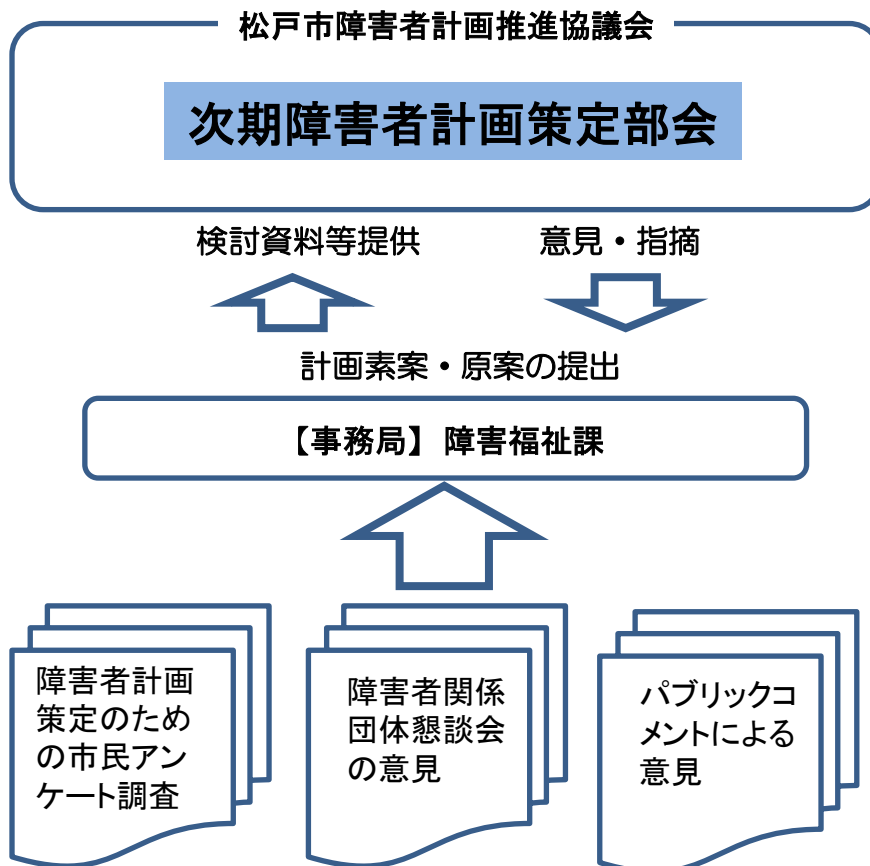 松戸市障害者計画推進協議会
次期障害者計画策定部会
検討資料等提供
意見・指摘
計画素案・原案の提出
【事務局】障害福祉課
障害者計画
策定のため
の市民アン
ケート調査
障害者関係
団体懇談会
の意見
パブリックコ
メントによる
意見